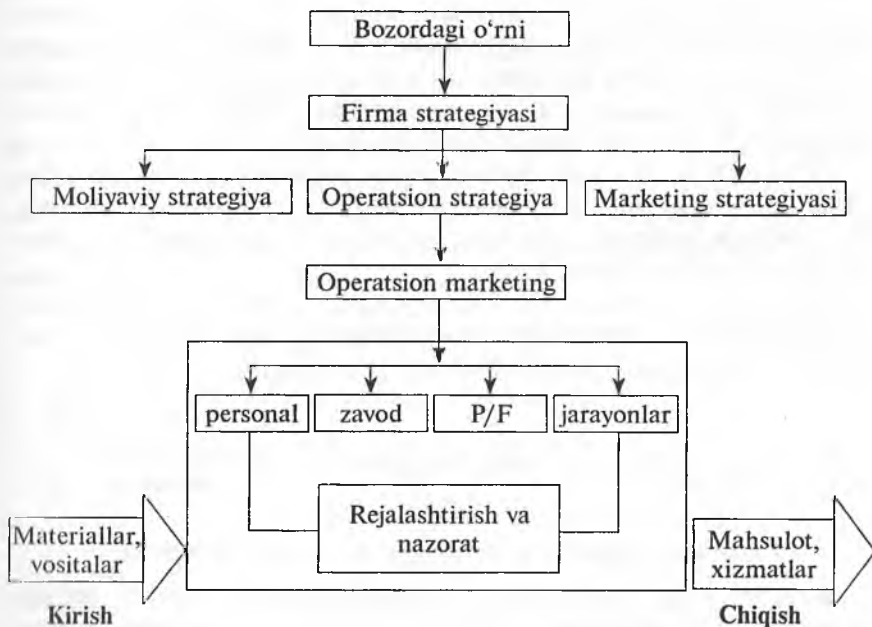 Bozordagi o‘rni
Firma strategiyasi
Moliyaviy strategiya
Operatsion strategiya
Marketing strategiyasi
Operatsion marketing
personal
zavod
P/F
jarayonlar
Rejalashtirish va
nazorat
Materiallar,
vositalar
Mahsulot,
xizmatlar
Kirish
Chiqish